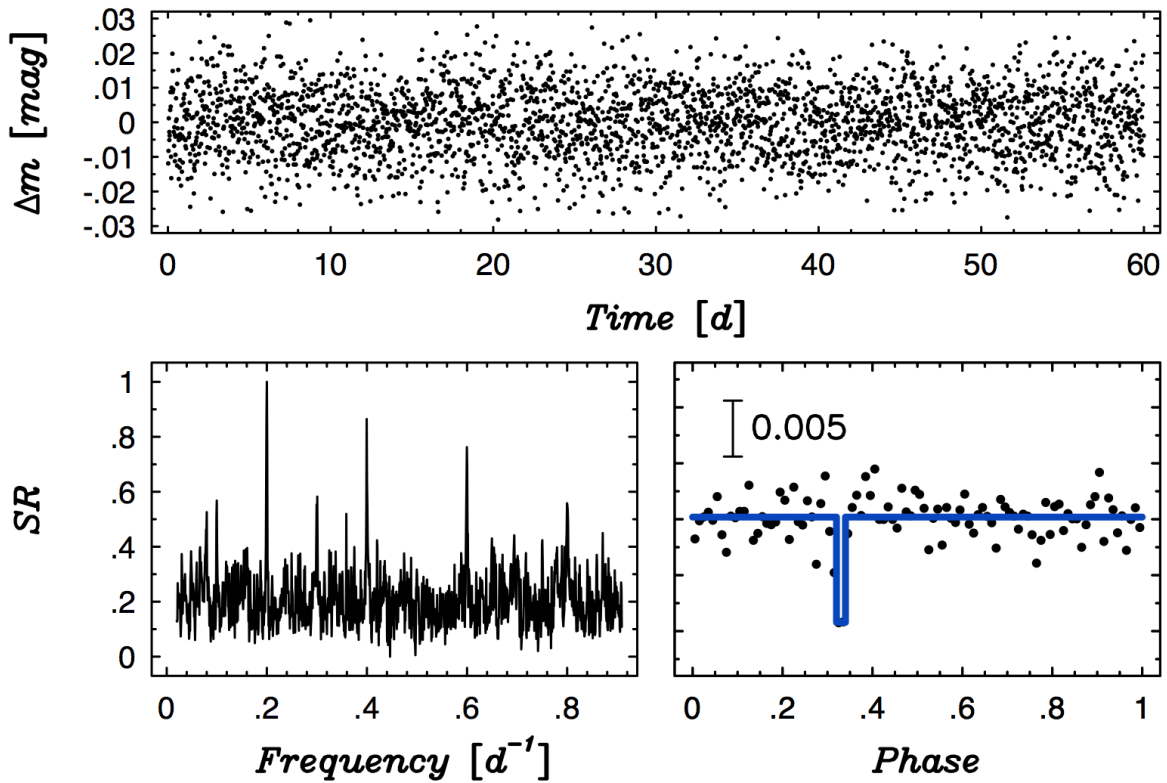 .03
.02
.01
0
-.01
-.02
-.03
Δm [mag]
0 10 20 30 40 50 60
Time [d]
1
.8
.6
.4
.2
0
SR
0 .2 .4 .6 .8
Frequency [d⁻¹]
0.005
0 .2 .4 .6 .8 1
Phase